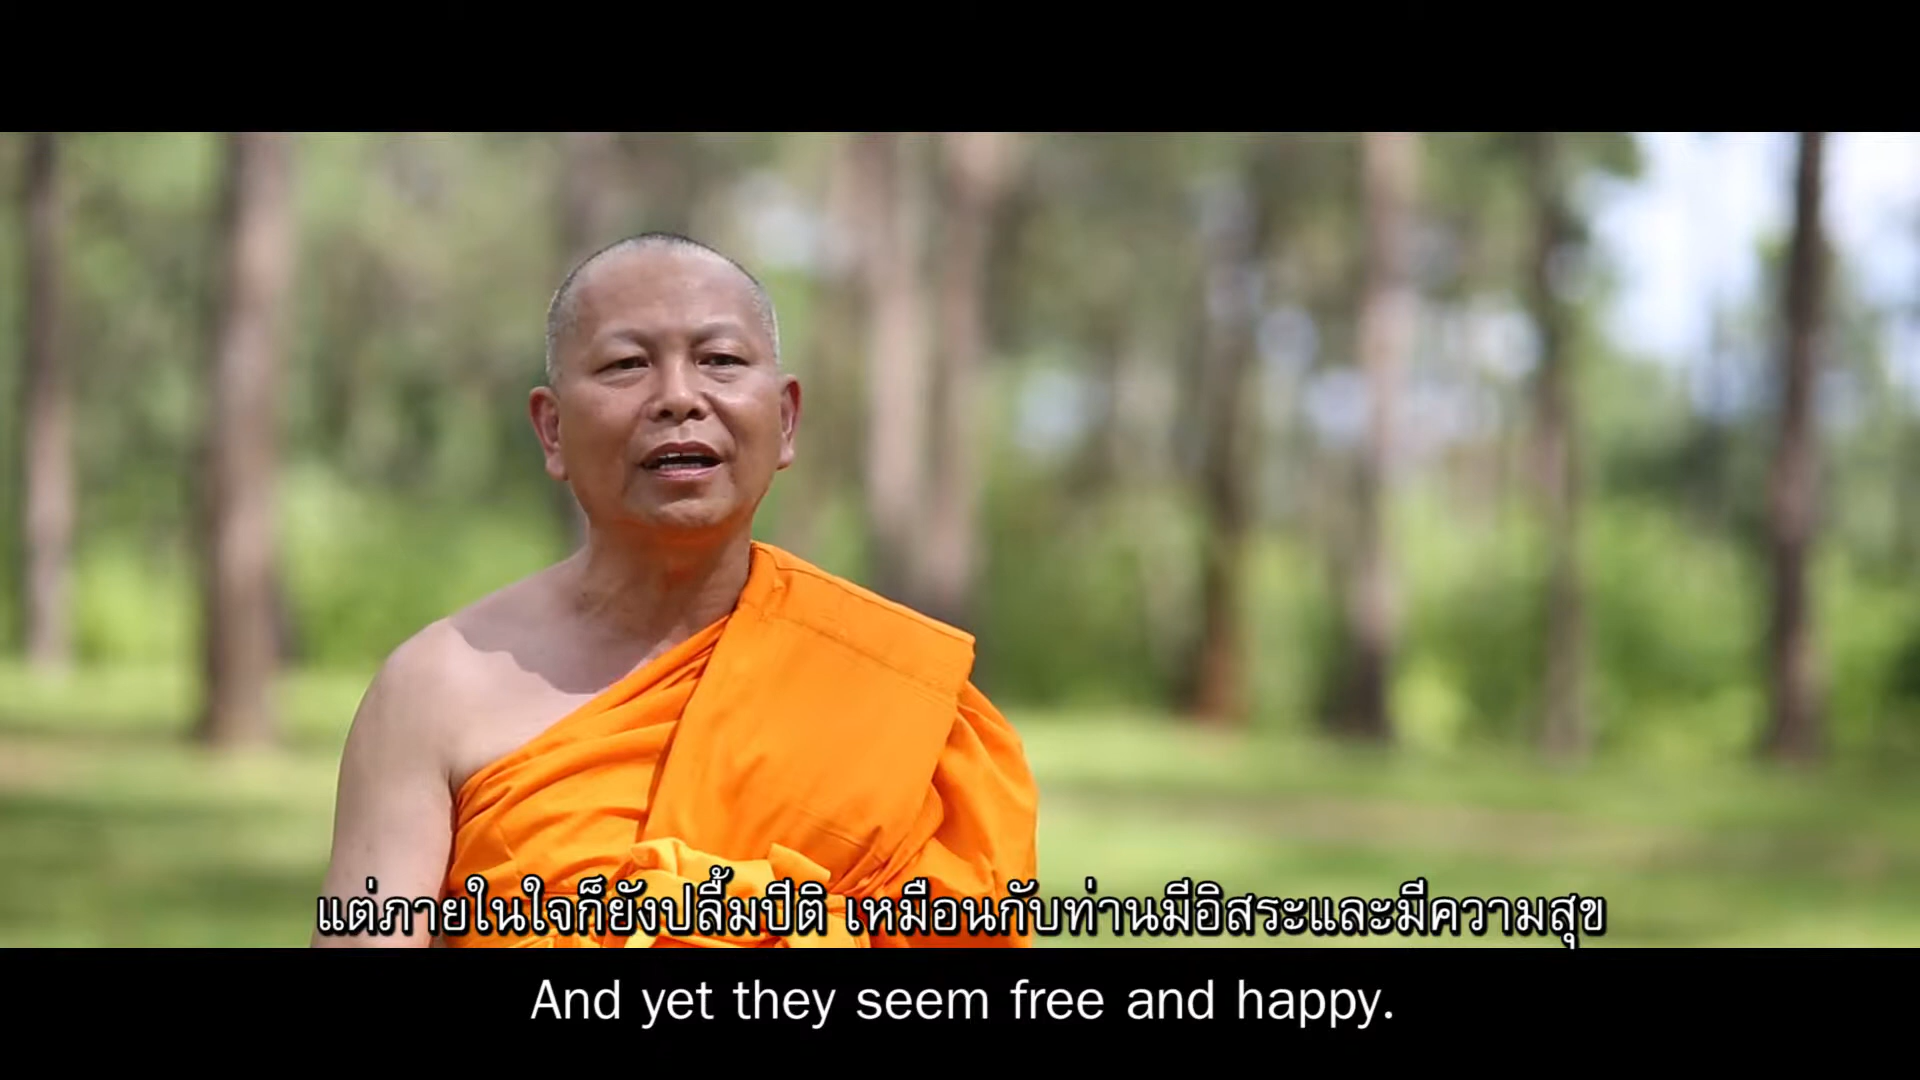 แต่ภายในใจก็ยังปลื้มปีติ เหมือนกับท่านมีอิสระและมีความสุข
And yet they seem free and happy.